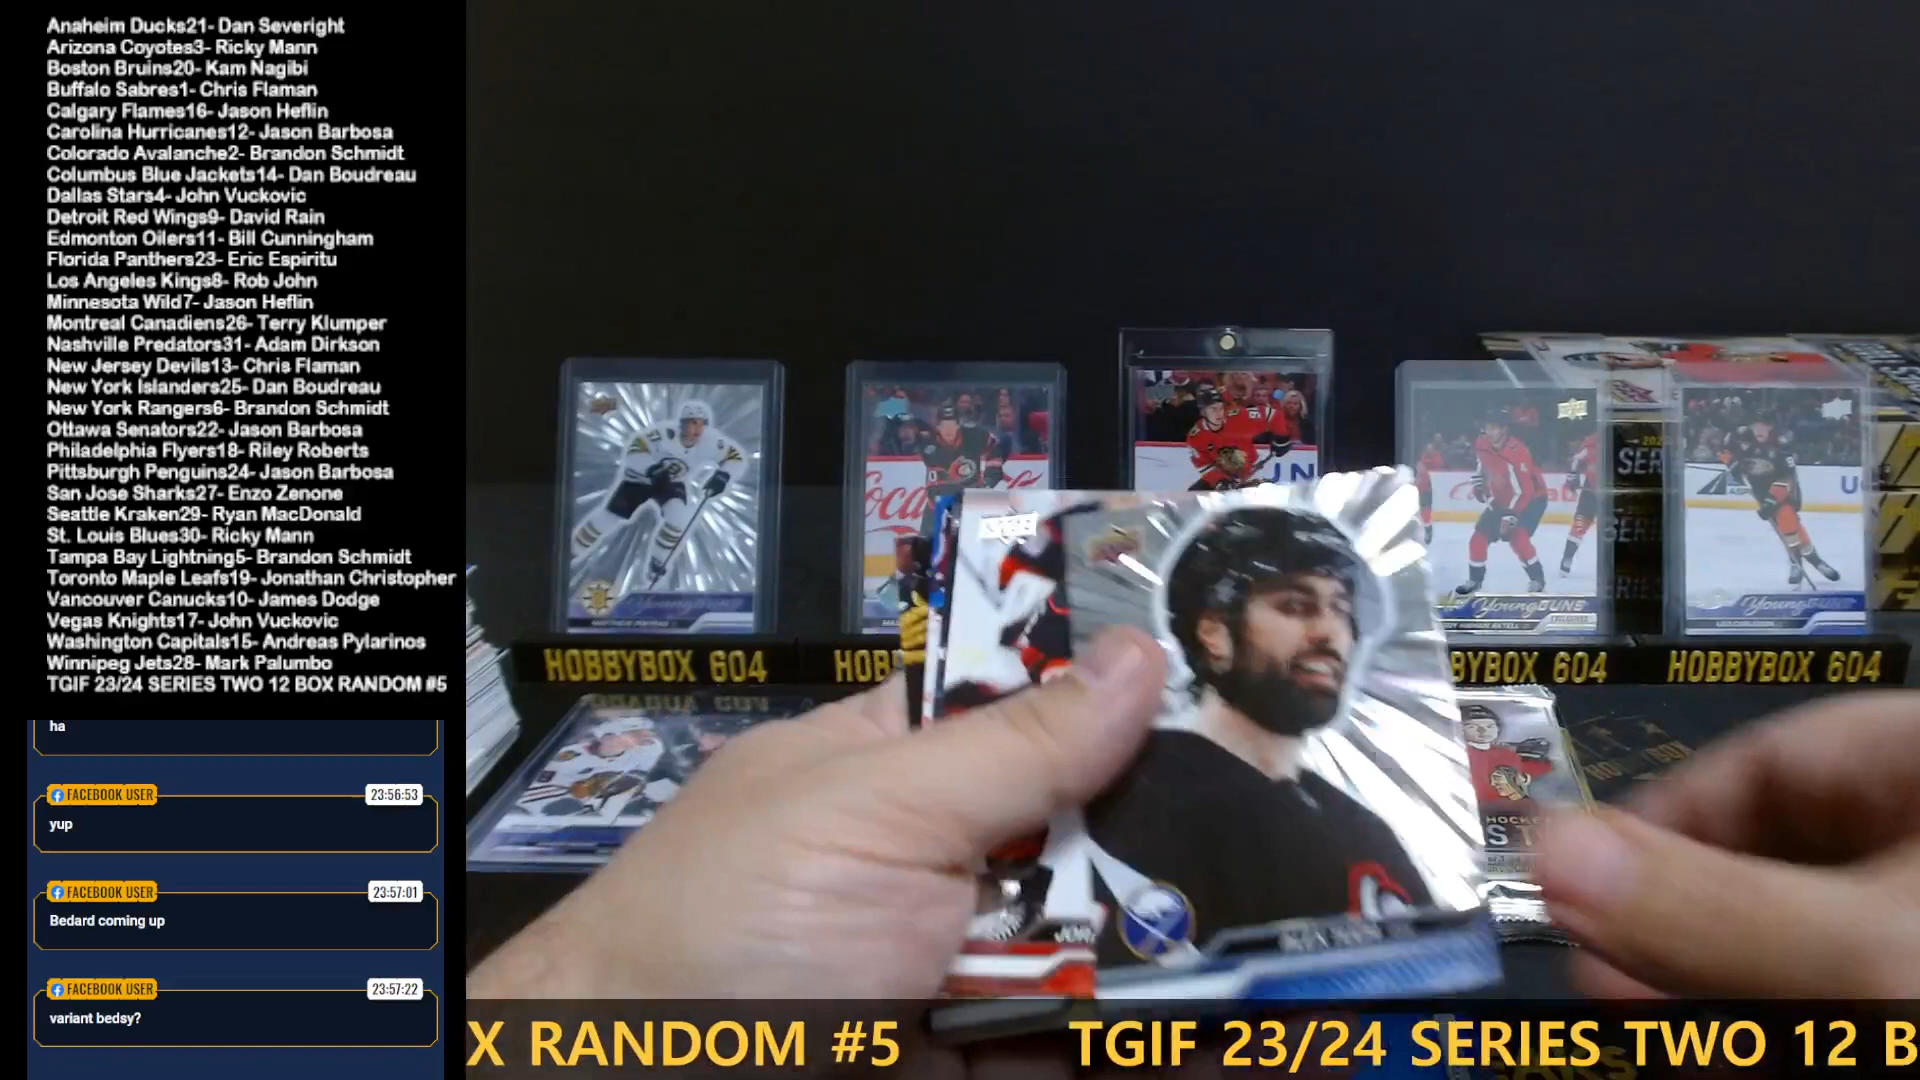 Anaheim Ducks21- Dan Severight
Arizona Coyotes3- Ricky Mann
Boston Bruins20- Kam Nagibi
Buffalo Sabres1- Chris Flaman
Calgary Flames16- Jason Heflin
Carolina Hurricanes12- Jason Barbosa
Colorado Avalanche2- Brandon Schmidt
Columbus Blue Jackets14- Dan Boudreau
Dallas Stars4- John Vuckovic
Detroit Red Wings9- David Rain
Edmonton Oilers11- Bill Cunningham
Florida Panthers23- Eric Espiritu
Los Angeles Kings8- Rob John
Minnesota Wild7- Jason Heflin
Montreal Canadiens26- Terry Klumper
Nashville Predators31- Adam Dirkson
New Jersey Devils13- Chris Flaman
New York Islanders25- Dan Boudreau
New York Rangers6- Brandon Schmidt
Ottawa Senators22- Jason Barbosa
Philadelphia Flyers18- Riley Roberts
Pittsburgh Penguins24- Jason Barbosa
San Jose Sharks27- Enzo Zenone
Seattle Kraken29- Ryan MacDonald
St. Louis Blues30- Ricky Mann
Tampa Bay Lightning5- Brandon Schmidt
Toronto Maple Leafs19- Jonathan Christopher
Vancouver Canucks10- James Dodge
Vegas Knights17- John Vuckovic
Washington Capitals15- Andreas Pylarinos
Winnipeg Jets28- Mark Palumbo
TGIF 23/24 SERIES TWO 12 BOX RANDOM #5
ha
FACEBOOK USER 23:56:53
yup
FACEBOOK USER 23:57:01
Bedard coming up
FACEBOOK USER 23:57:22
variant bedsy?
HOBBYBOX 604
HOB
BYBOX 604
HOBBYBOX 604
Young GUNS
X RANDOM #5 TGIF 23/24 SERIES TWO 12 B